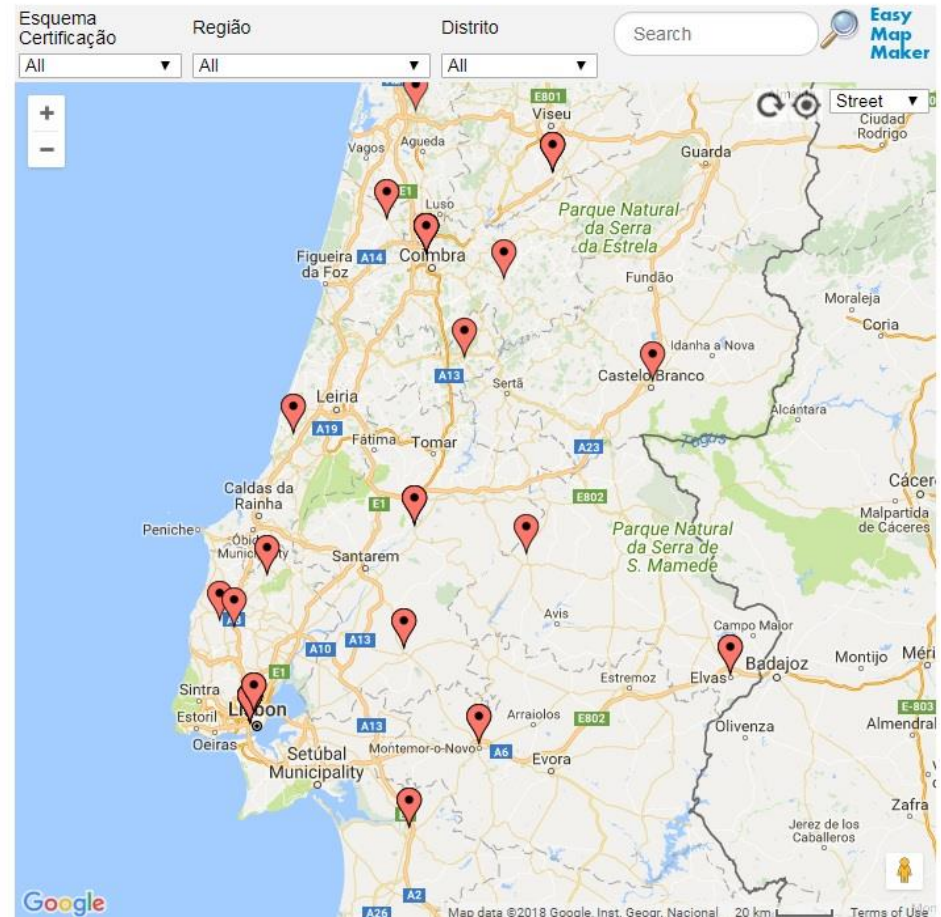 Esquema
Certificação
Região
Distrito
Search
Easy
Map
Maker
All
All
All
+
−
Street
E801
Viseu
Ciudad
Rodrigo
Vagos
Agueda
Guarda
E1
Luso
Parque Natural
da Serra
da Estrela
Figueira
da Foz
A14
Coimbra
Fundão
Moraleja
Coria
Idanha a Nova
A13
Sertã
Castelo Branco
Leiria
Alcántara
A19
Fátima
Tomar
A23
Tagos
Caldas da
Rainha
E1
E802
Malpartida
de Cáceres
Peniche
Óbidos
Municipality
Santarem
Parque Natural
da Serra de
S. Mamede
Avis
Campo Maior
A10
A13
Badajoz
Montijo
Estremoz
Elvas
E1
Sintra
Lisbon
Estoril
A13
Arraiolos
E802
Olivenza
E-803
Almendral
Oeiras
Setúbal
Municipality
Montemor-o-Novo
A6
Evora
Zafra
Jerez de los
Caballeros
Google
A2
A26
Map data ©2018 Google, Inst. Geogr. Nacional
20 km
Terms of Use